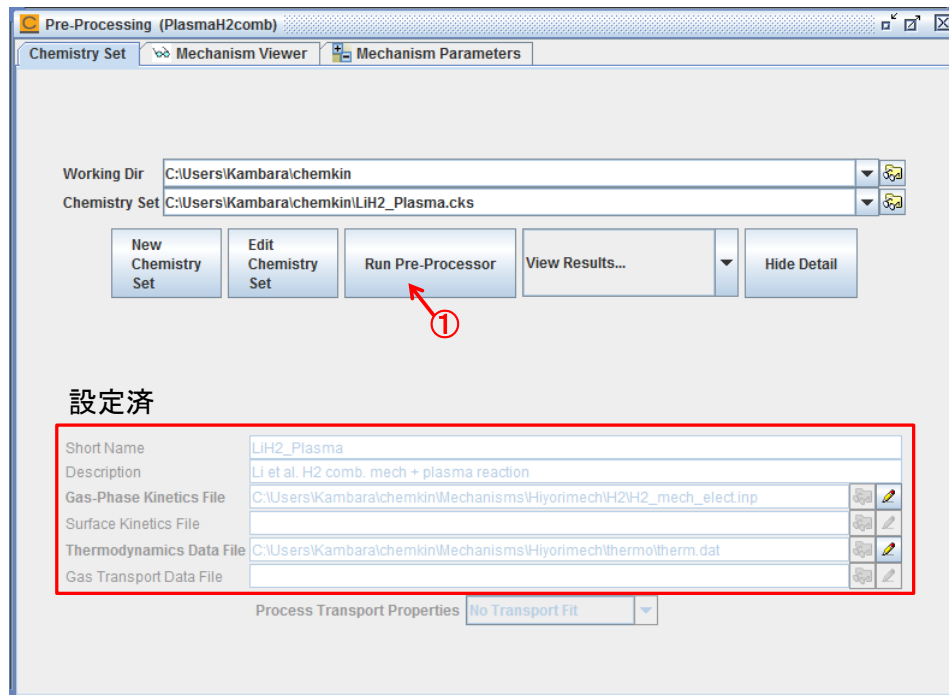 Pre-Processing (PlasmaH2comb)
Chemistry Set
Mechanism Viewer
Mechanism Parameters
Working Dir C:\Users\Kambara\chemkin
Chemistry Set C:\Users\Kambara\chemkin\LiH2_Plasma.cks
New Chemistry Set
Edit Chemistry Set
Run Pre-Processor
View Results...
Hide Detail
①
設定済
Short Name LiH2_Plasma
Description Li et al. H2 comb. mech + plasma reaction
Gas-Phase Kinetics File C:\Users\Kambara\chemkin\Mechanisms\Hiyorimech\H2\H2_mech_elect.inp
Surface Kinetics File
Thermodynamics Data File C:\Users\Kambara\chemkin\Mechanisms\Hiyorimech\thermo\therm.dat
Gas Transport Data File
Process Transport Properties No Transport Fit